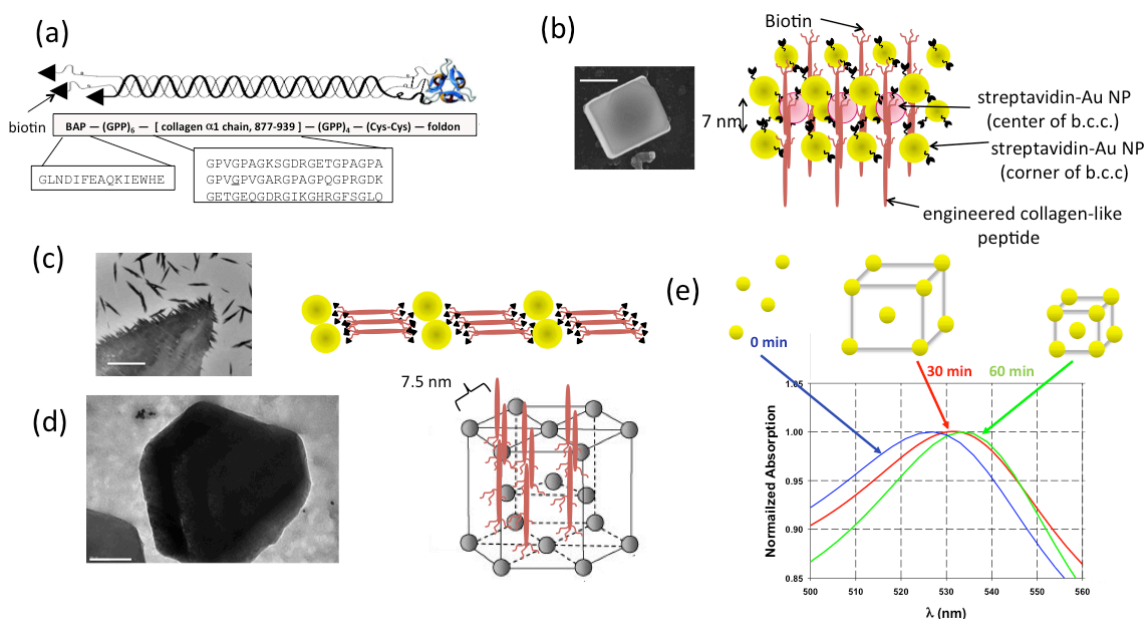 (a)
biotin
BAP — (GPP)₆ — [ collagen α1 chain, 877-939 ] — (GPP)₄ — (Cys-Cys) — foldon
GLNDIFEAQKIEWHE
GPVGPAGKSGDRGETGPAGPA
GPVGPVGARGPAGPQGPRGDK
GETGEQGDRGIKGHRGFSGLQ
(b)
Biotin
7 nm
streptavidin-Au NP
(center of b.c.c.)
streptavidin-Au NP
(corner of b.c.c)
engineered collagen-like
peptide
(c)
(d)
7.5 nm
(e)
0 min
30 min
60 min
Normalized Absorption
1.05
1.00
0.95
0.90
0.85
500 510 520 530 540 550 560
λ (nm)